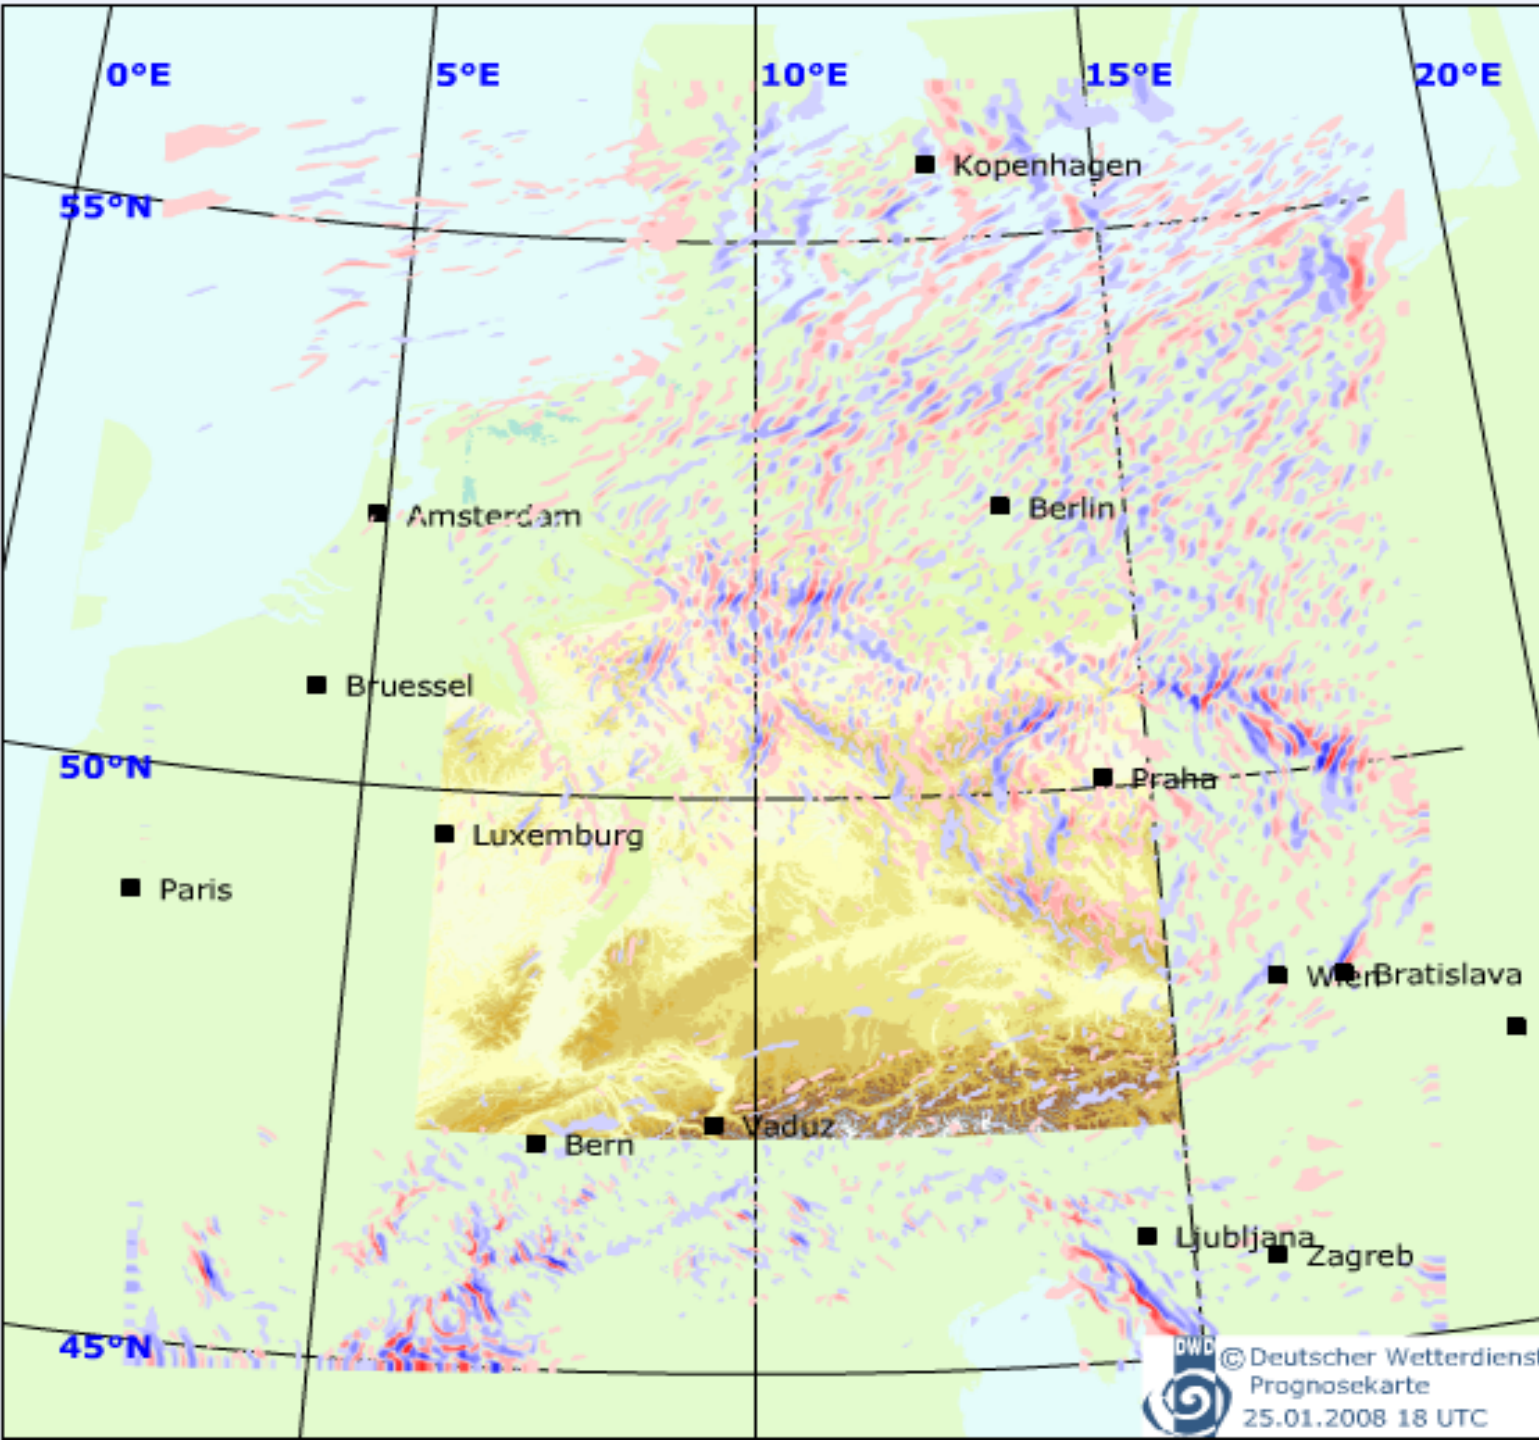 0°E 5°E 10°E 15°E 20°E
Kopenhagen
55°N
Berlin
Amsterdam
Bruessel
50°N
Praha
Luxemburg
Paris
Wien Bratislava
Vaduz
Bern
Ljubljana
Zagreb
45°N
DWD
© Deutscher Wetterdienst
Prognosekarte
25.01.2008 18 UTC